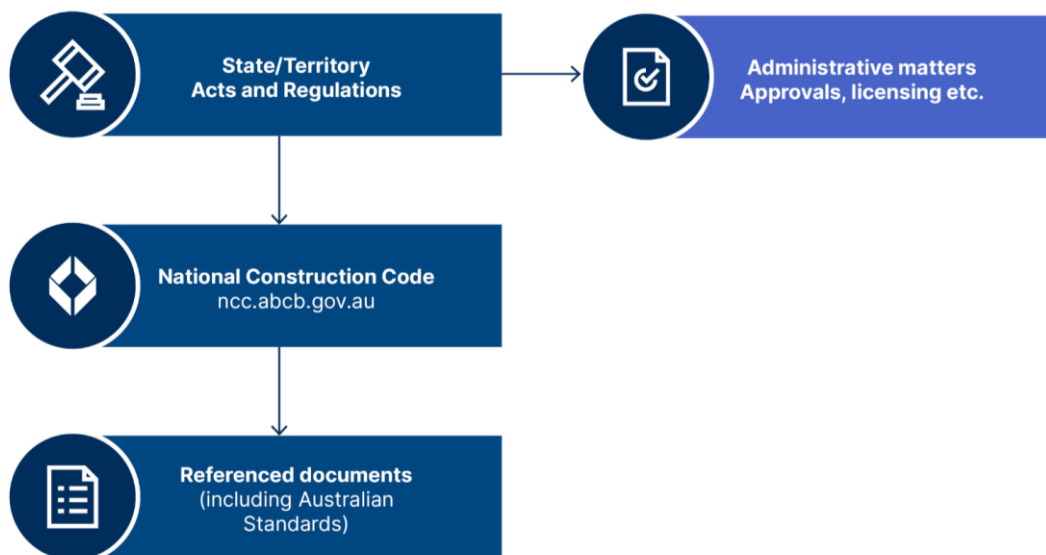 State/Territory
Acts and Regulations
Administrative matters
Approvals, licensing etc.
National Construction Code
ncc.abcb.gov.au
Referenced documents
(including Australian
Standards)